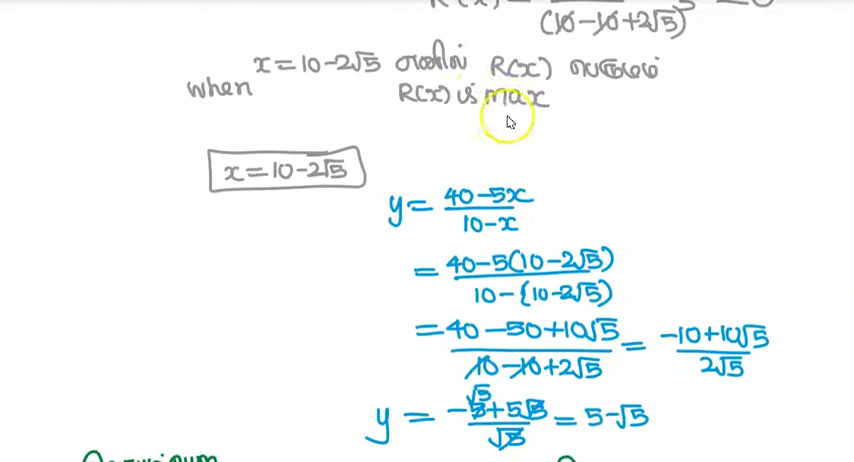 (10-10+2√5)³
x = 10-2√5 எனில் R(x)
when R(x) is max
x = 10-2√5
y = (40-5x)/(10-x)
= (40-5(10-2√5))/(10-{10-2√5})
= (40-50+10√5)/(10-10+2√5) = (-10+10√5)/(2√5)
y = (-5+5√5)/√5 = 5-√5